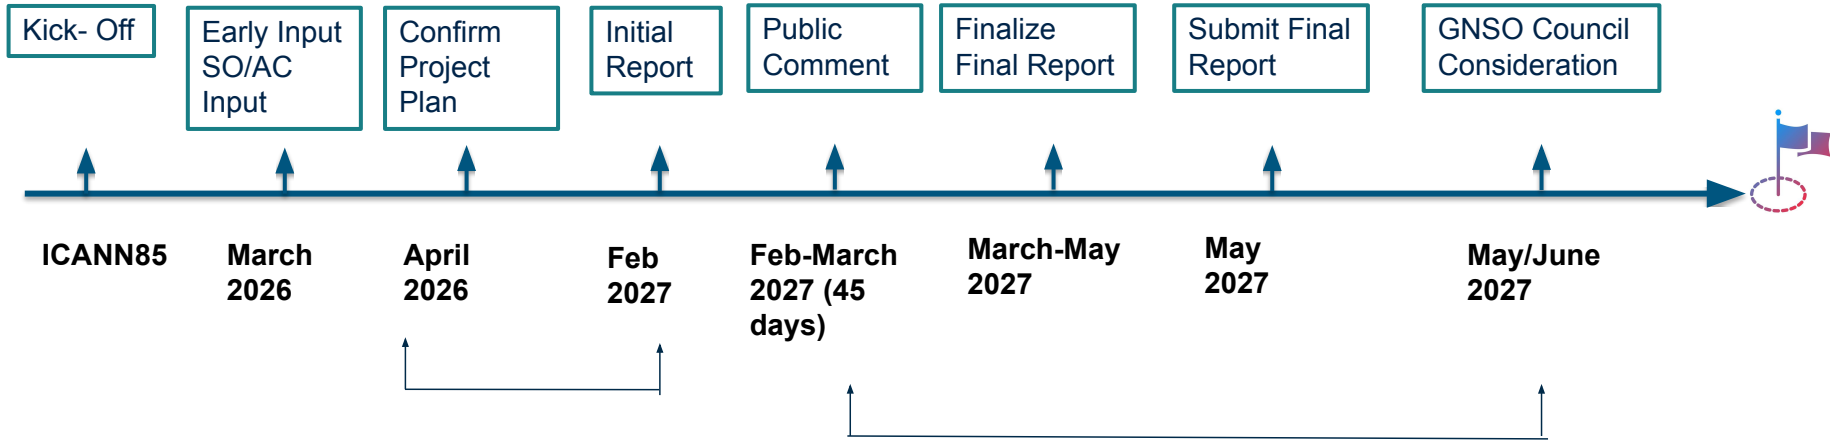 Kick- Off
Early Input
SO/AC
Input
Confirm
Project
Plan
Initial
Report
Public
Comment
Finalize
Final Report
Submit Final
Report
GNSO Council
Consideration
ICANN85
March
2026
April
2026
Feb
2027
Feb-March
2027 (45
days)
March-May
2027
May
2027
May/June
2027